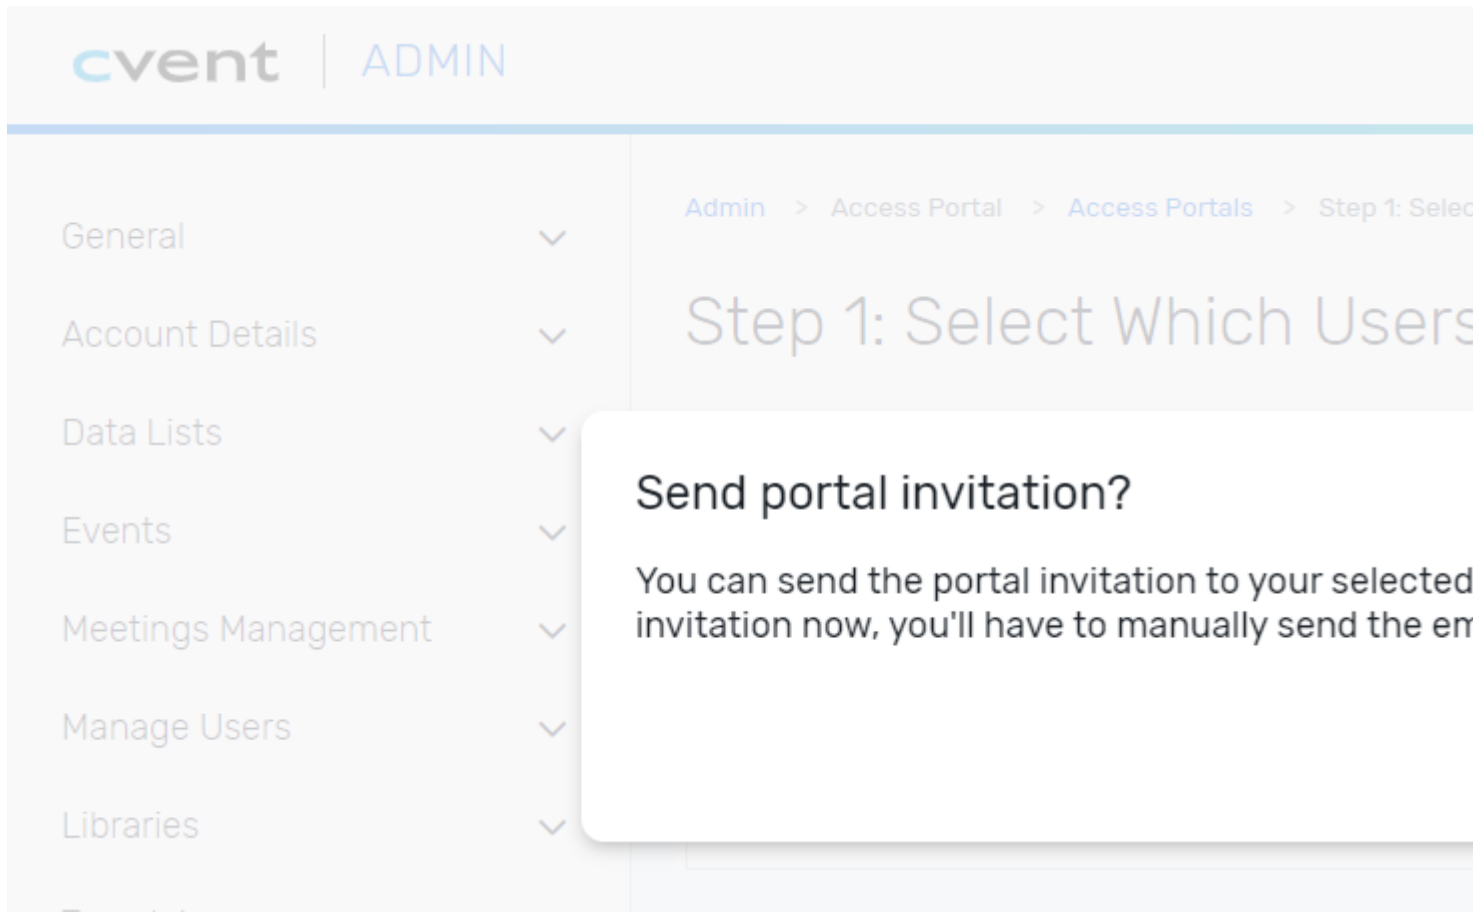 cvent ADMIN
Admin > Access Portal > Access Portals > Step 1:
General
Step 1: Select Which Users
Account Details
Data Lists
Send portal invitation?
Events
You can send the portal invitation to your selected
invitation now, you'll have to manually send the
Meetings Management
Manage Users
Libraries